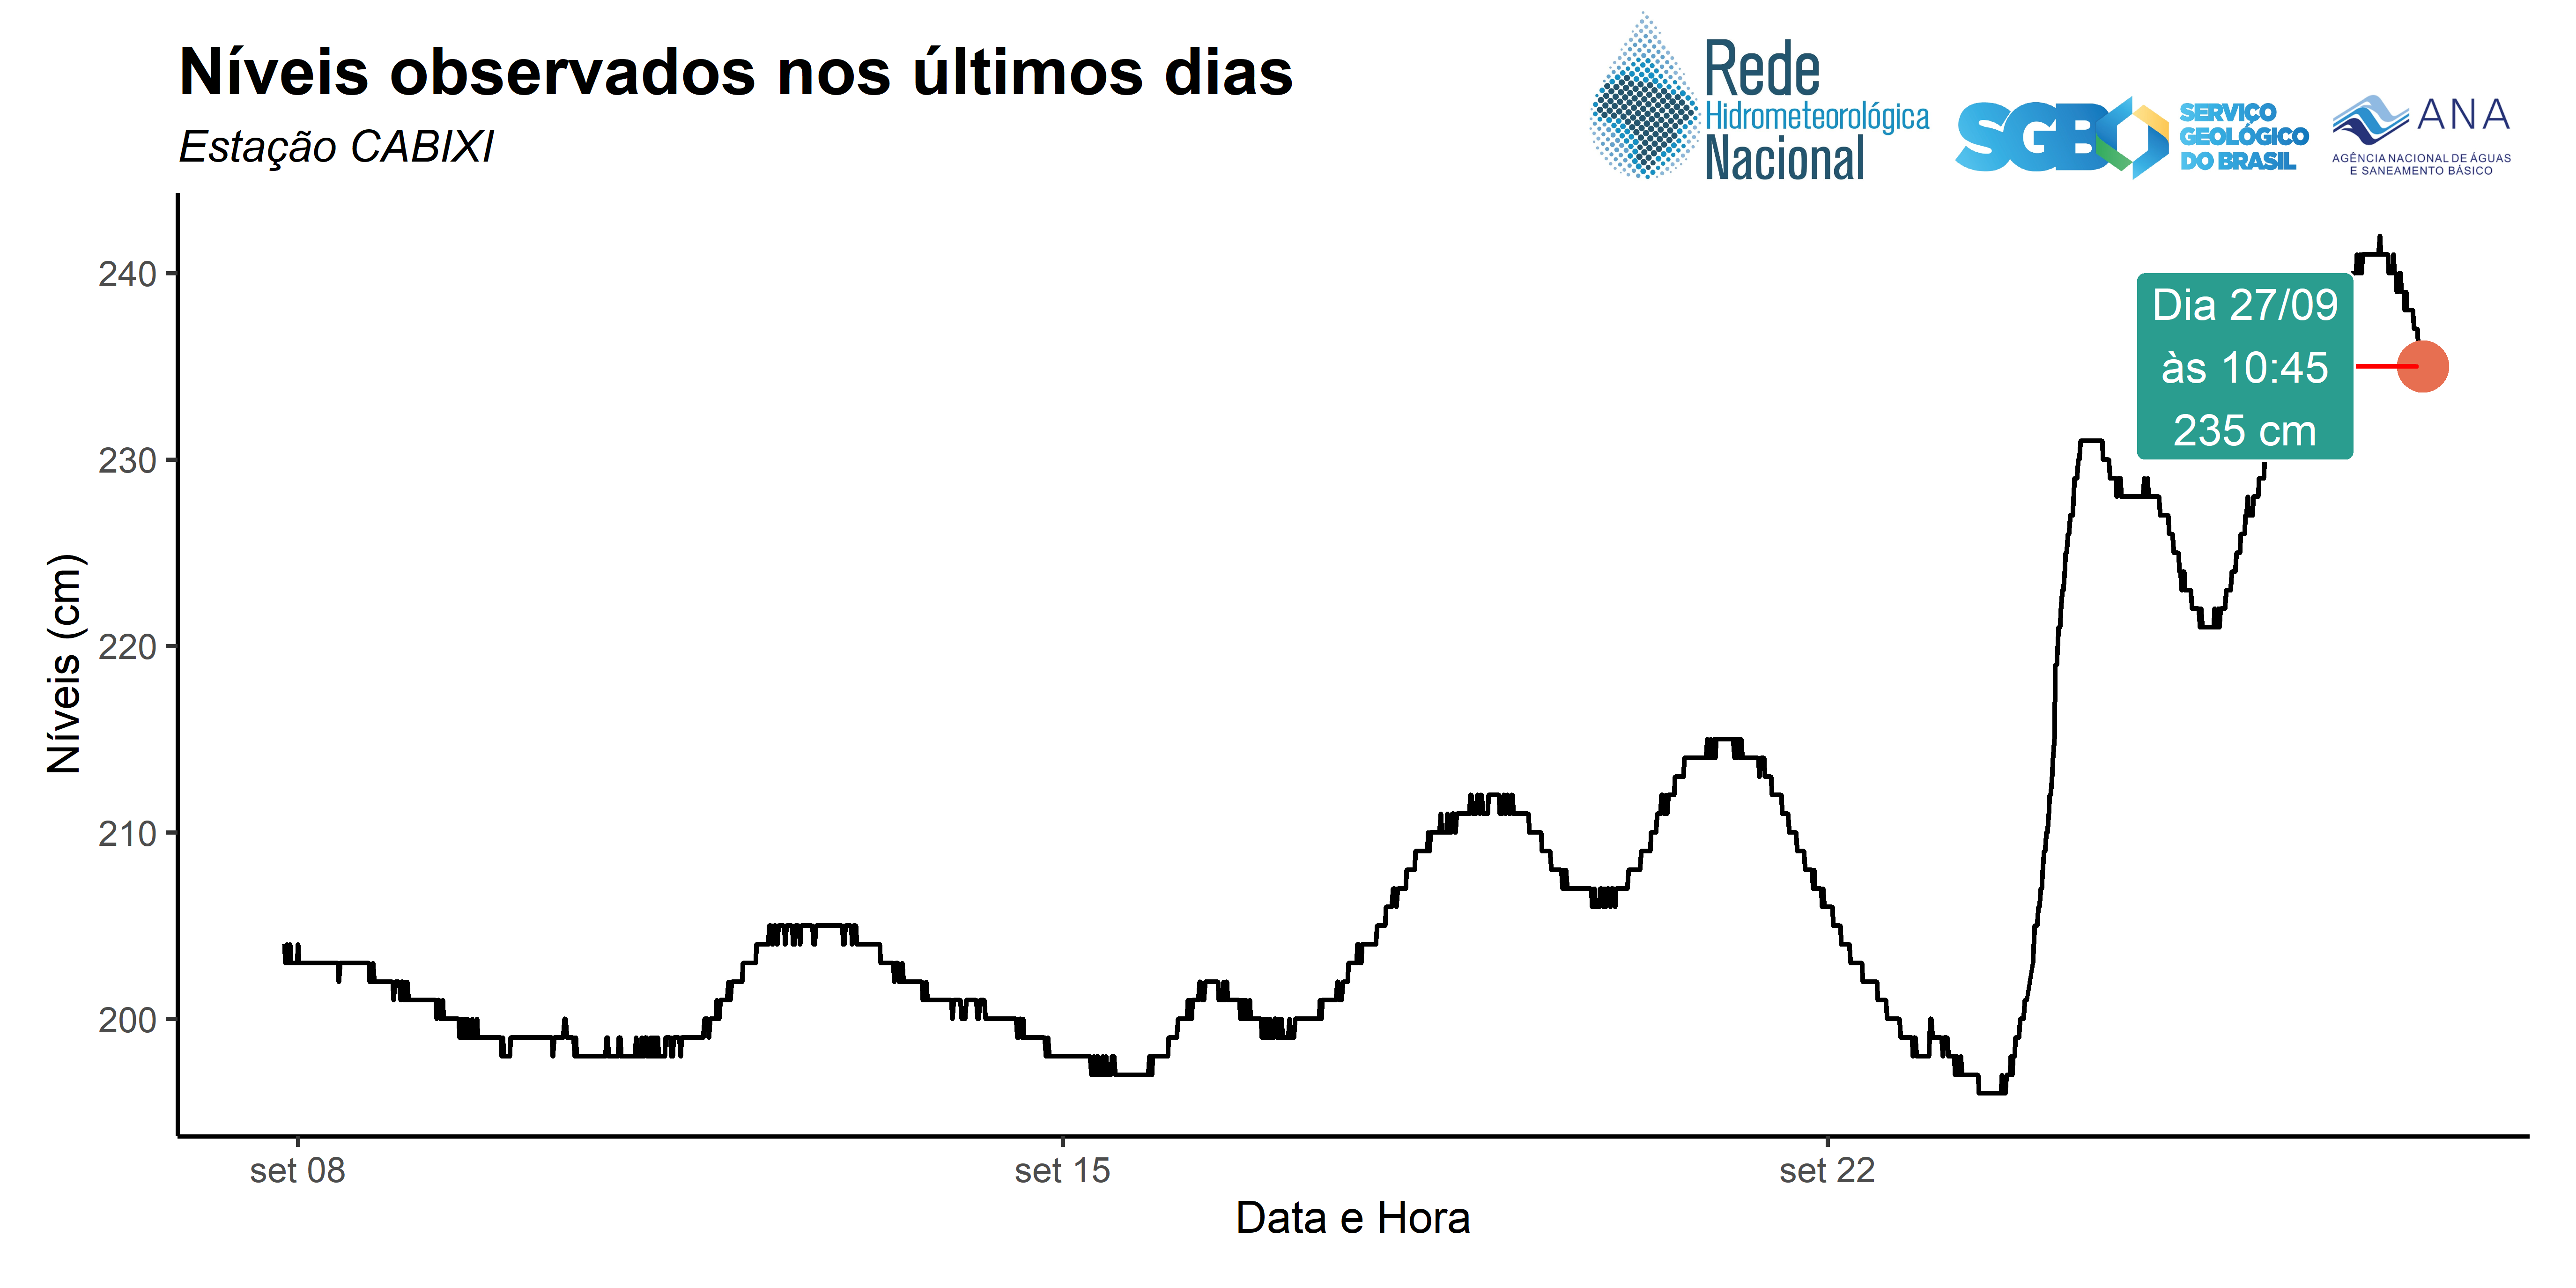 Níveis observados nos últimos dias
Estação CABIXI
Rede
Hidrometeorológica
Nacional
SGB
SERVIÇO
GEOLÓGICO
DO BRASIL
ANA
AGÊNCIA NACIONAL DE ÁGUAS
E SANEAMENTO BÁSICO
Níveis (cm)
240
230
220
210
200
Dia 27/09
às 10:45
235 cm
set 08
set 15
set 22
Data e Hora